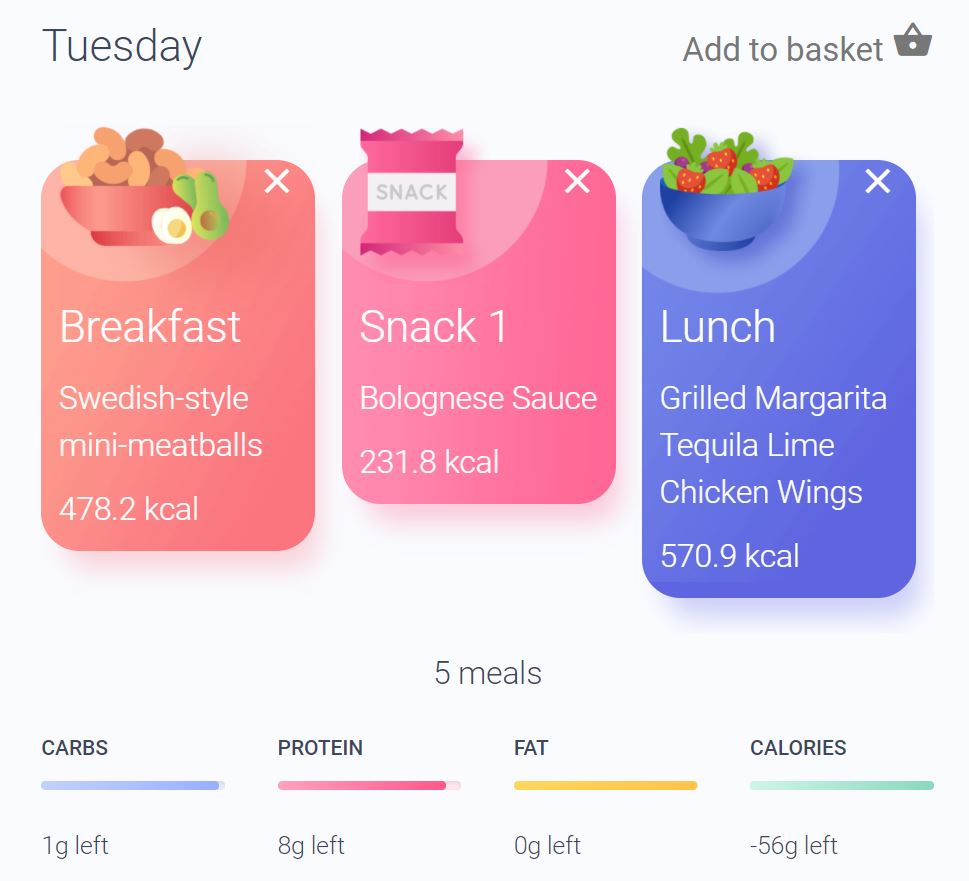 Tuesday
Add to basket
SNACK
Breakfast
Swedish-style
mini-meatballs
478.2 kcal
Snack 1
Bolognese Sauce
231.8 kcal
Lunch
Grilled Margarita
Tequila Lime
Chicken Wings
570.9 kcal
5 meals
CARBS
PROTEIN
FAT
CALORIES
1g left
8g left
0g left
-56g left